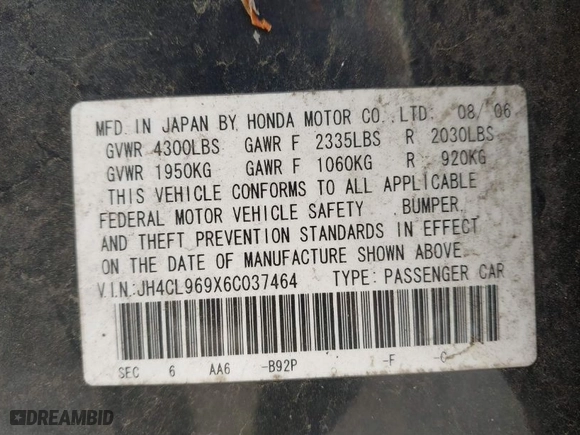 MFD. IN JAPAN BY HONDA MOTOR CO., LTD. 08/06
GVWR 4300LBS GAWR F 2335LBS R 2030LBS
GVWR 1950KG GAWR F 1060KG R 920KG
THIS VEHICLE CONFORMS TO ALL APPLICABLE
FEDERAL MOTOR VEHICLE SAFETY BUMPER,
AND THEFT PREVENTION STANDARDS IN EFFECT
ON THE DATE OF MANUFACTURE SHOWN ABOVE.
V.I.N.:JH4CL969X6C037464 TYPE: PASSENGER CAR
SEC 6 AA6 -B92P -F -C-
DREAMBID